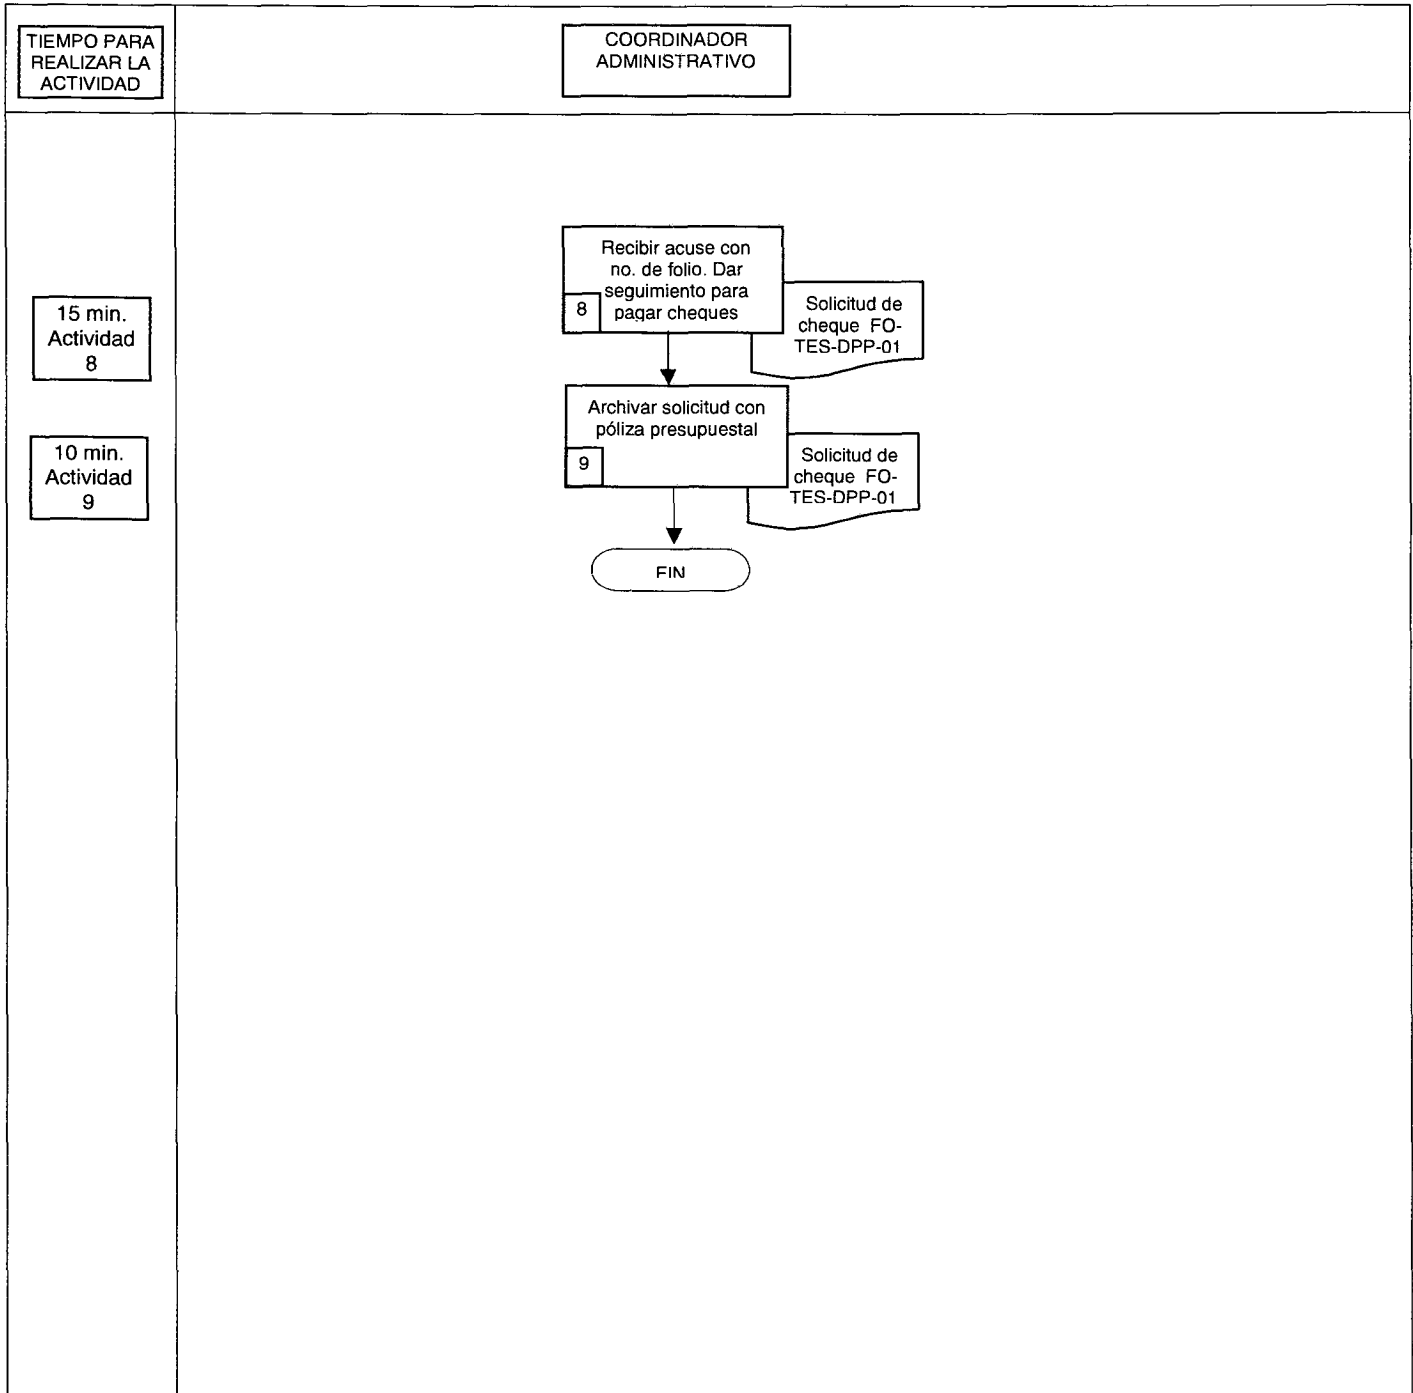 TIEMPO PARA
REALIZAR LA
ACTIVIDAD
COORDINADOR
ADMINISTRATIVO
15 min.
Actividad
8
Recibir acuse con
no. de folio. Dar
seguimiento para
pagar cheques
8
Solicitud de
cheque FO-
TES-DPP-01
10 min.
Actividad
9
Archivar solicitud con
póliza presupuestal
9
Solicitud de
cheque FO-
TES-DPP-01
FIN